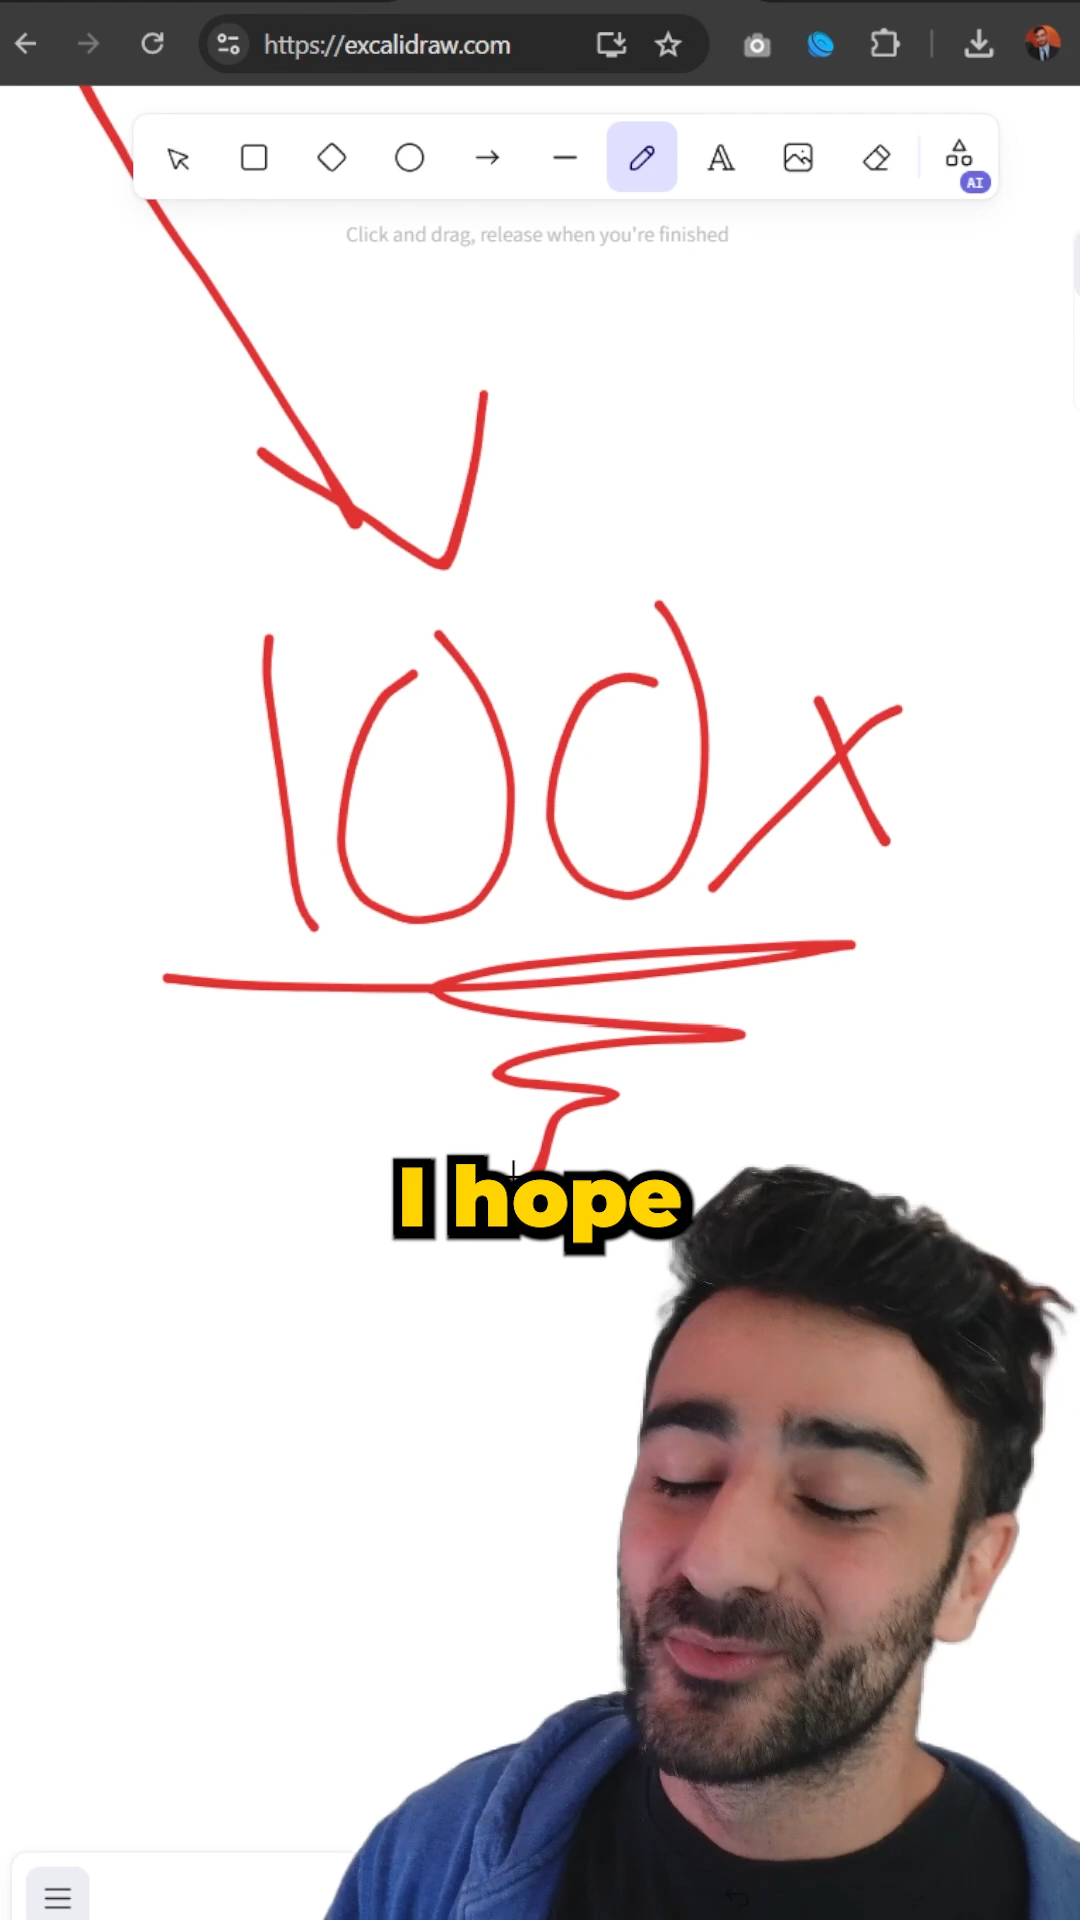 https://excalidraw.com
AI
Click and drag, release when you're finished
100x
I hope